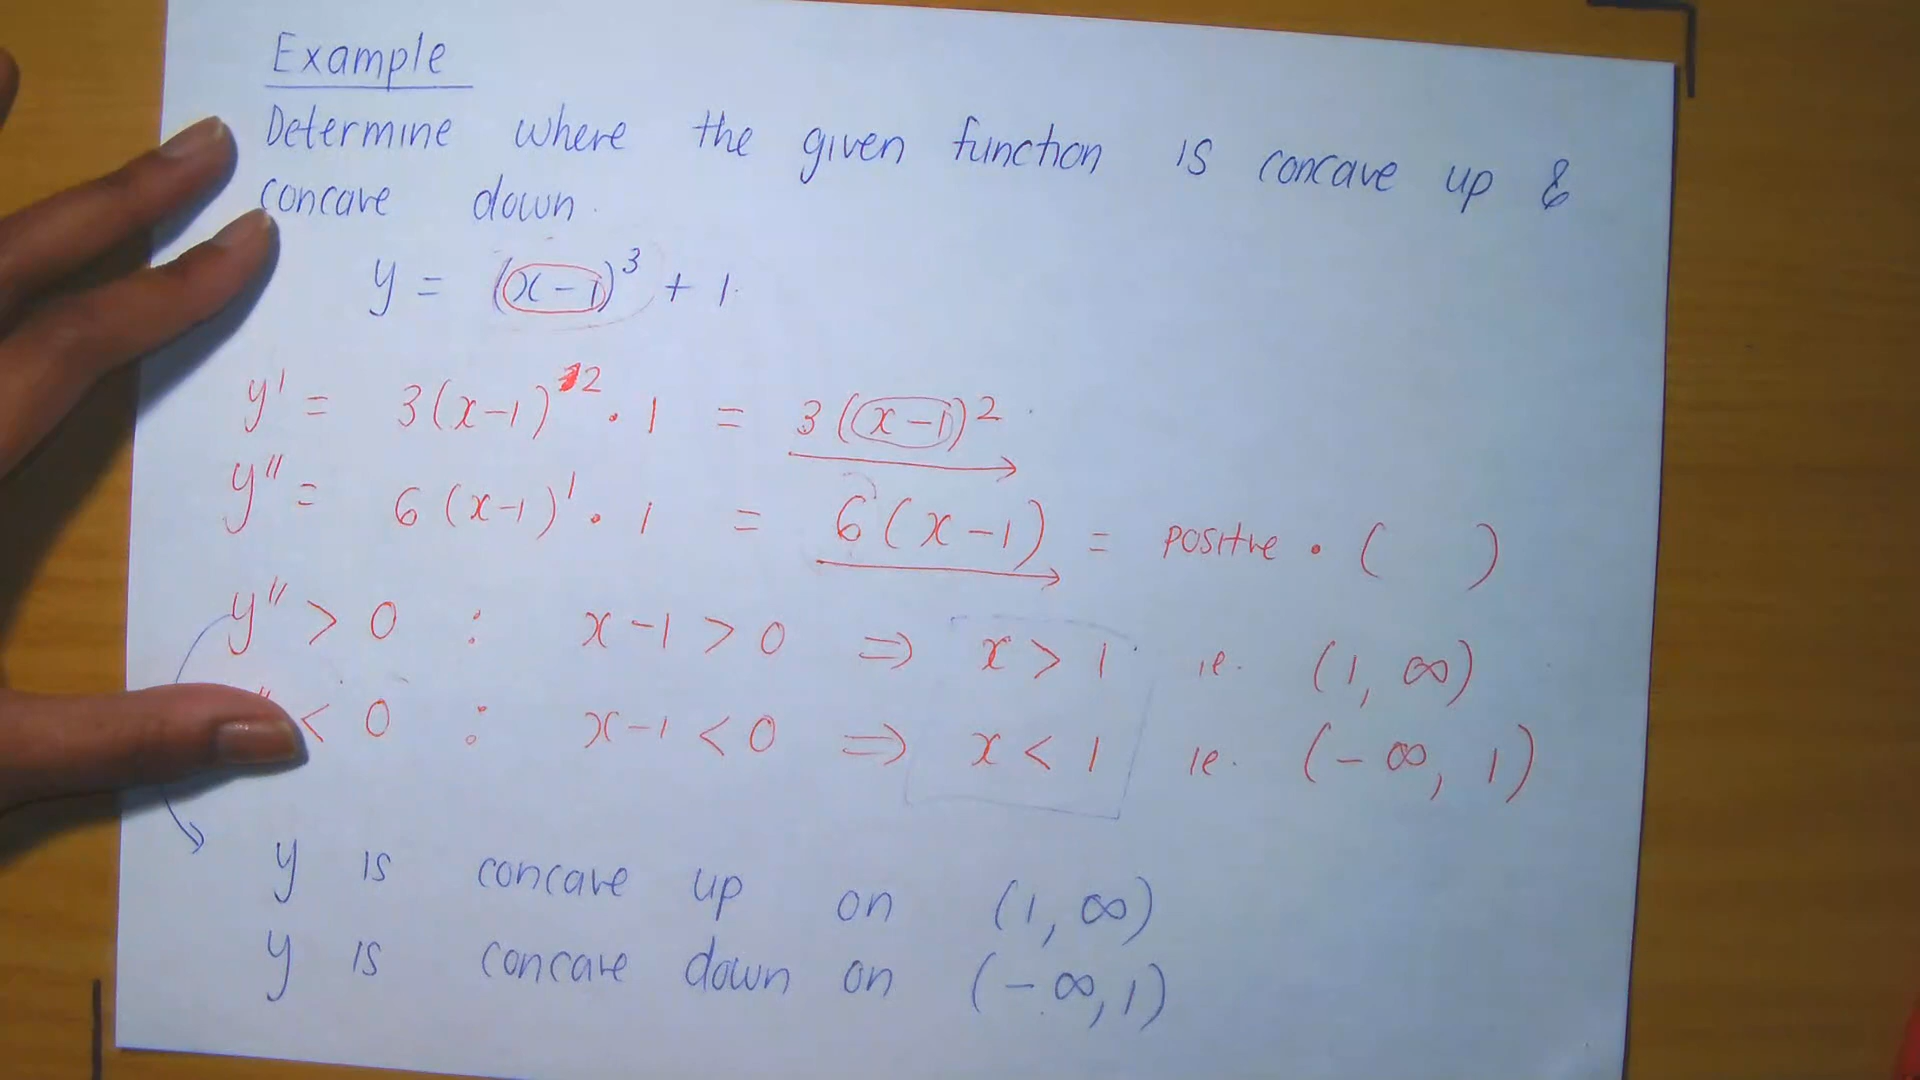 Example
Determine where the given function is concave up &
concave down.
y = (x-1)³ + 1.
y' = 3(x-1)² · 1 = 3(x-1)²
y'' = 6(x-1)¹ · 1 = 6(x-1) = positive · ( )
y'' > 0 : x-1 > 0 ⇒ x > 1 ie. (1, ∞)
< 0 : x-1 < 0 ⇒ x < 1 ie. (-∞, 1)
y is concave up on (1, ∞)
y is concave down on (-∞, 1)